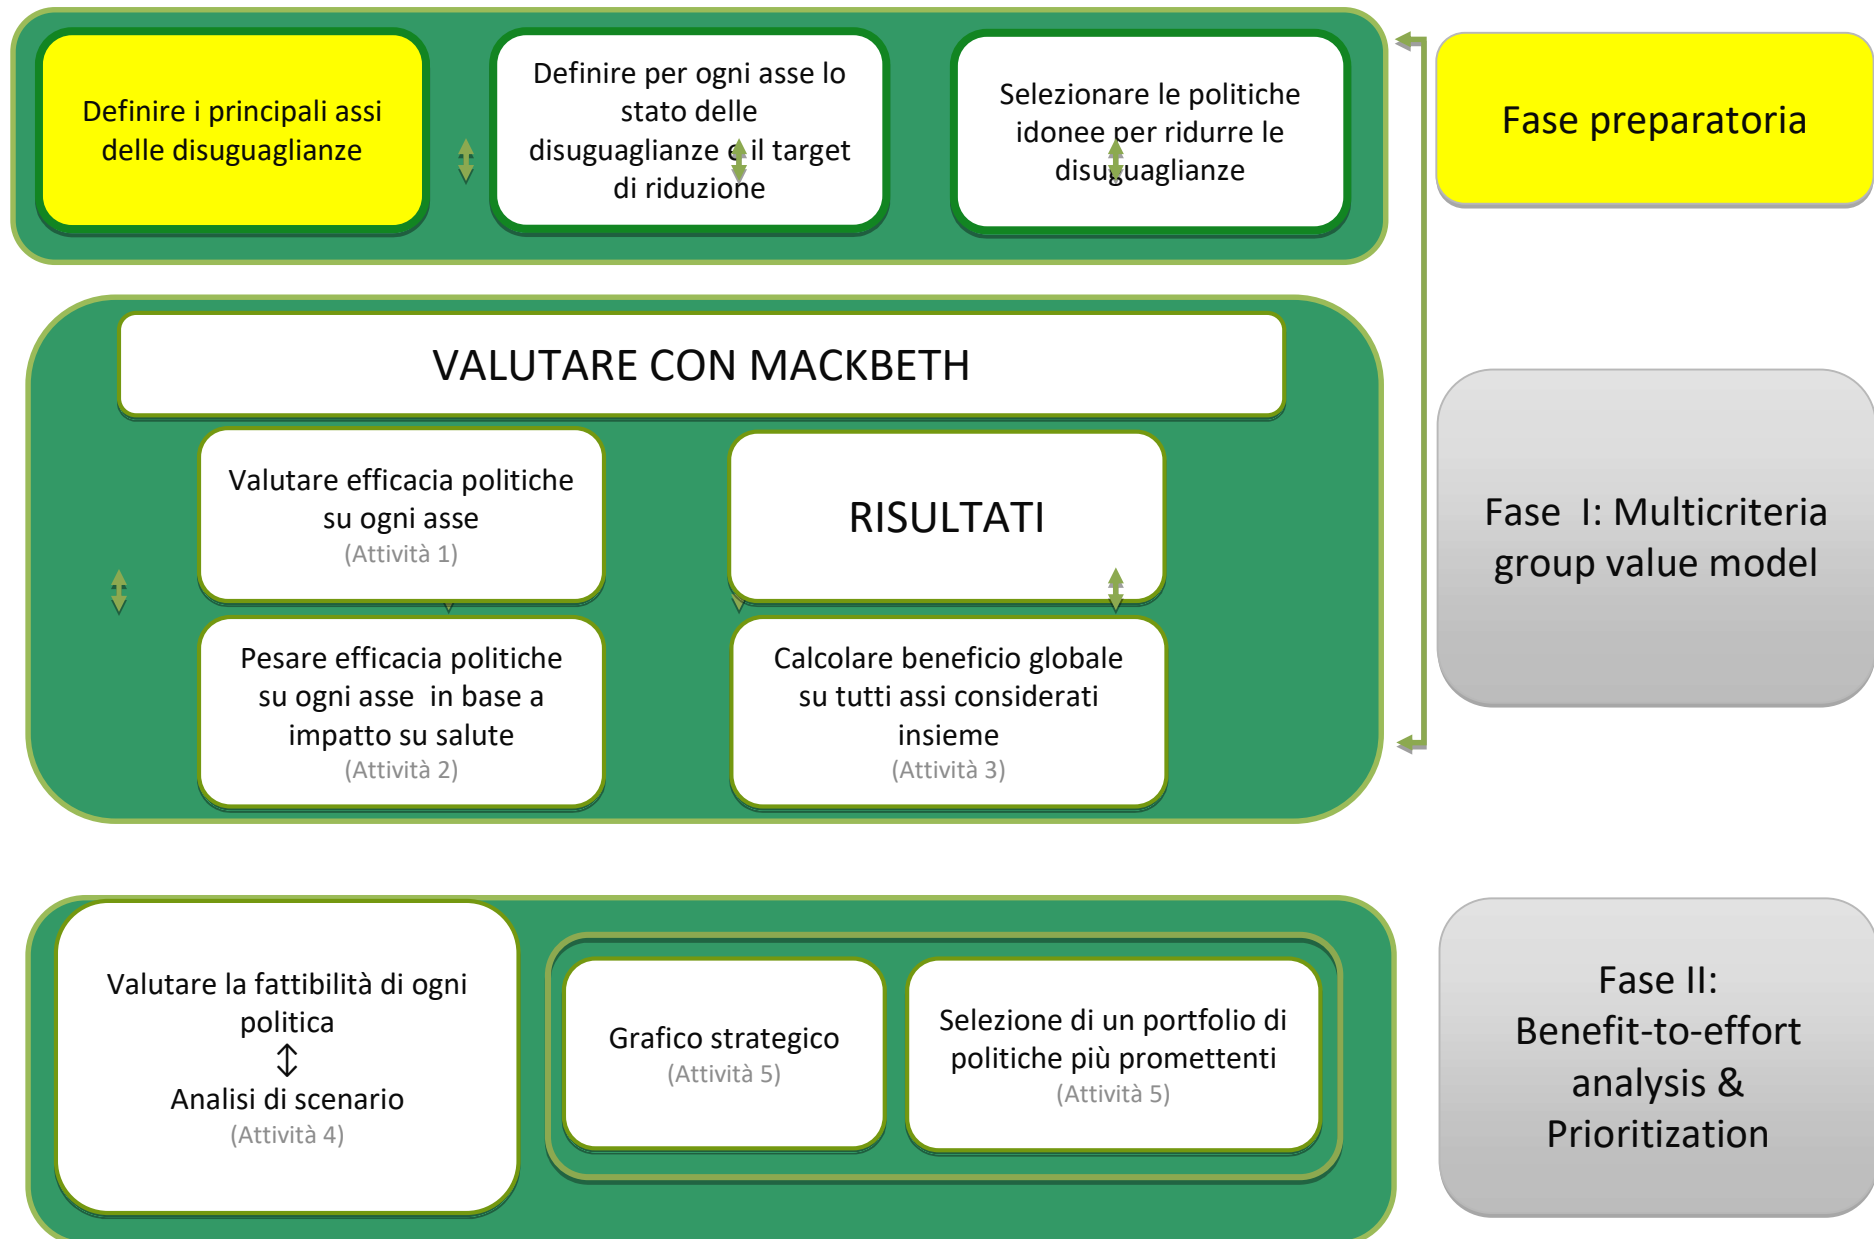 Definire i principali assi
delle disuguaglianze
Definire per ogni asse lo
stato delle
disuguaglianze e il target
di riduzione
Selezionare le politiche
idonee per ridurre le
disuguaglianze
Fase preparatoria
VALUTARE CON MACKBETH
Valutare efficacia politiche
su ogni asse
(Attività 1)
RISULTATI
Pesare efficacia politiche
su ogni asse  in base a
impatto su salute
(Attività 2)
Calcolare beneficio globale
su tutti assi considerati
insieme
(Attività 3)
Fase  I: Multicriteria
group value model
Valutare la fattibilità di ogni
politica
↕
Analisi di scenario
(Attività 4)
Grafico strategico
(Attività 5)
Selezione di un portfolio di
politiche più promettenti
(Attività 5)
Fase II:
Benefit-to-effort
analysis &
Prioritization